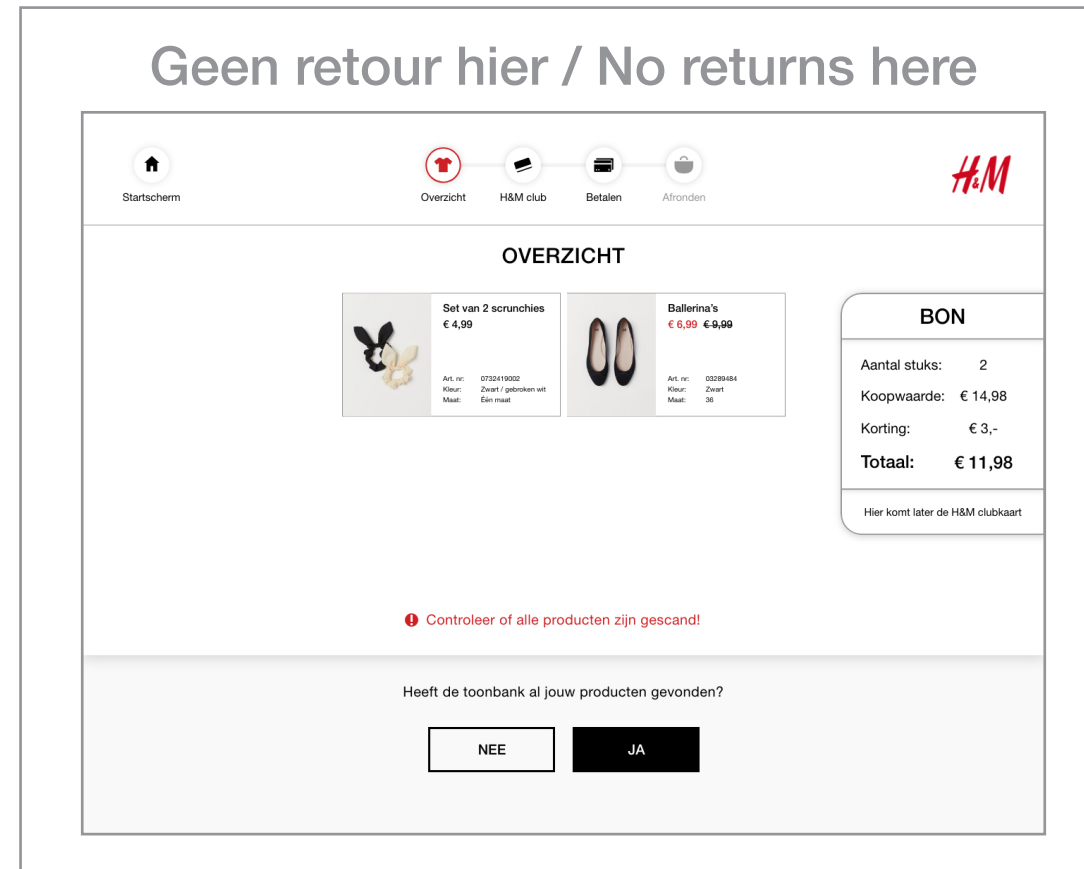 Geen retour hier / No returns here
Startscherm
Overzicht
H&M club
Betalen
Afronden
H&M
OVERZICHT
Set van 2 scrunchies
€ 4,99
Art. nr: 0732419002
Kleur: Zwart / gebroken wit
Maat: Één maat
Ballerina's
€ 6,99 € 9,99
Art. nr: 03289484
Kleur: Zwart
Maat: 36
BON
Aantal stuks: 2
Koopwaarde: € 14,98
Korting: € 3,-
Totaal: € 11,98
Hier komt later de H&M clubkaart
Controleer of alle producten zijn gescand!
Heeft de toonbank al jouw producten gevonden?
NEE
JA